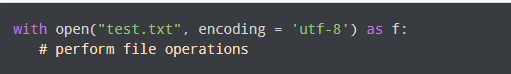 with open("test.txt", encoding = 'utf-8') as f:
   # perform file operations